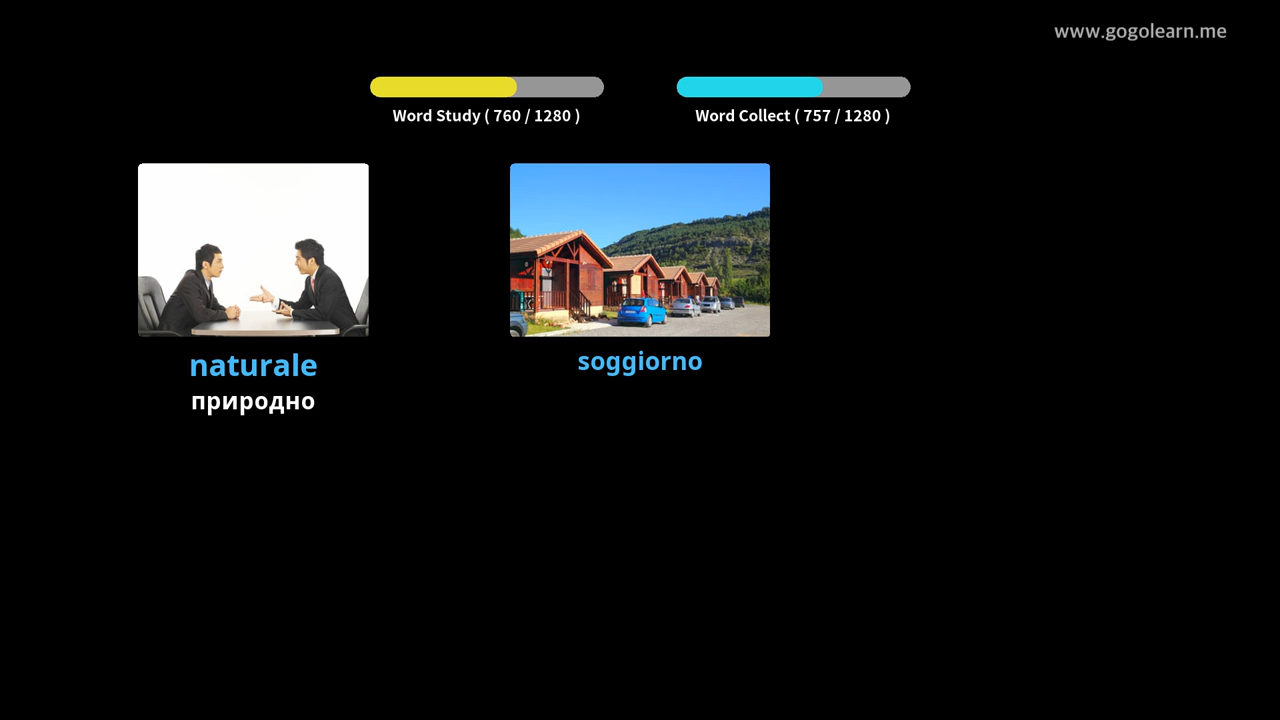 www.gogolearn.me
Word Study ( 760 / 1280 )
Word Collect ( 757 / 1280 )
naturale
природно
soggiorno